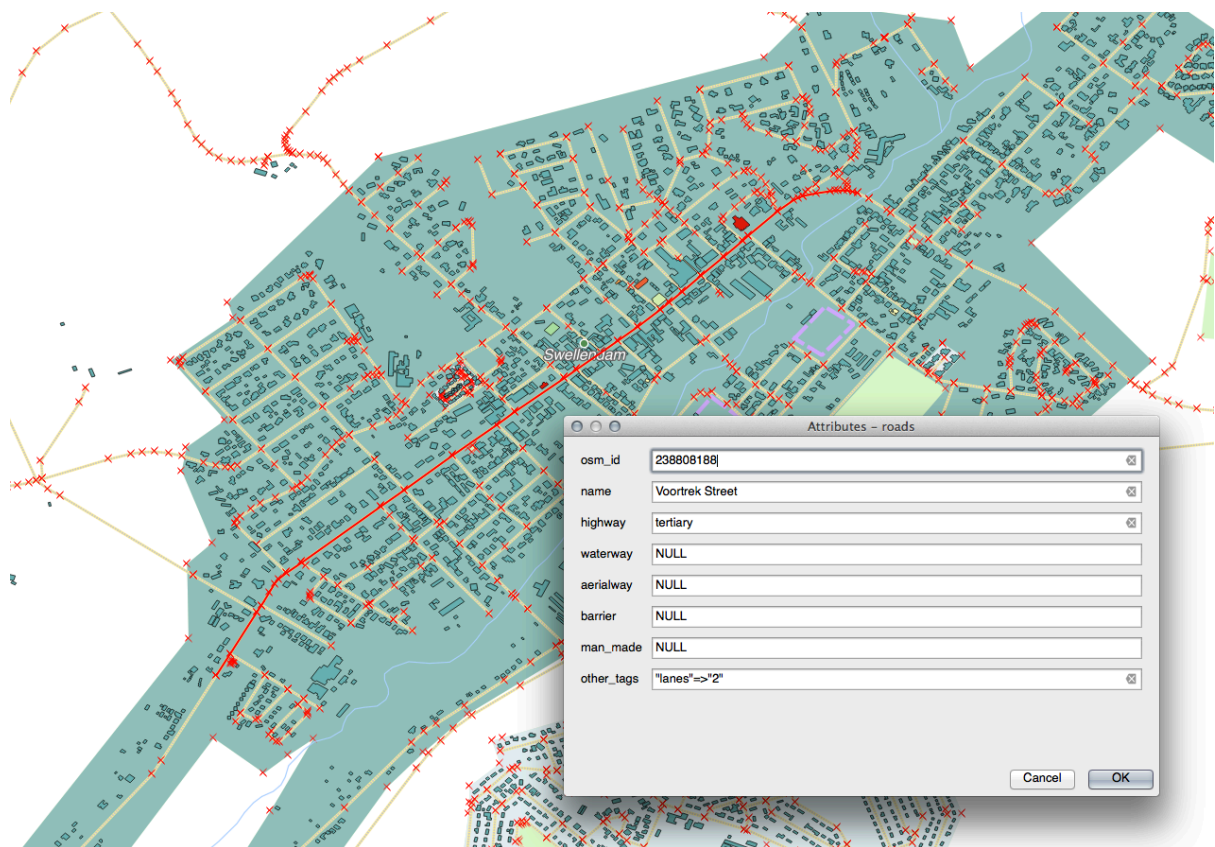 Swellendam
Attributes – roads
osm_id 238808188
name Voortrek Street
highway tertiary
waterway NULL
aerialway NULL
barrier NULL
man_made NULL
other_tags "lanes"=>"2"
Cancel OK